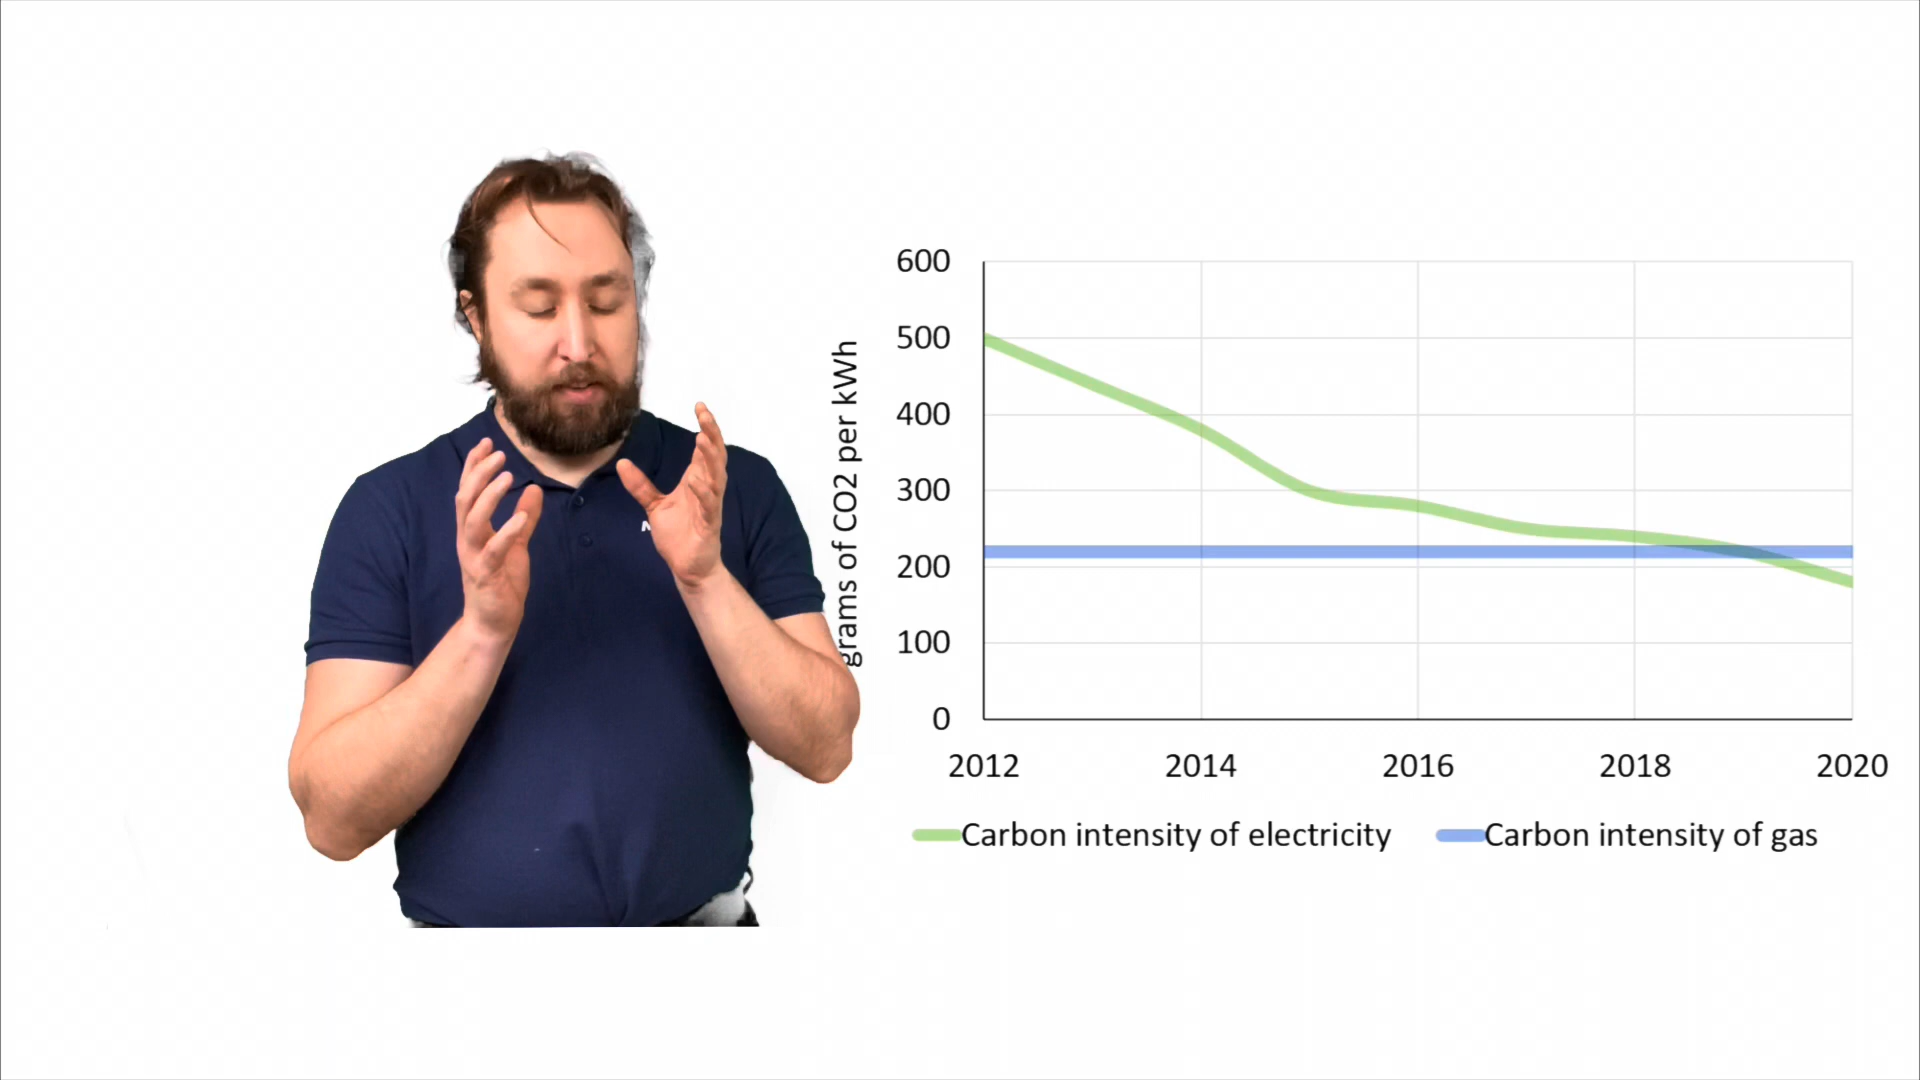 600
500
400
300
200
100
0
grams of CO2 per kWh
2012 2014 2016 2018 2020
Carbon intensity of electricity Carbon intensity of gas